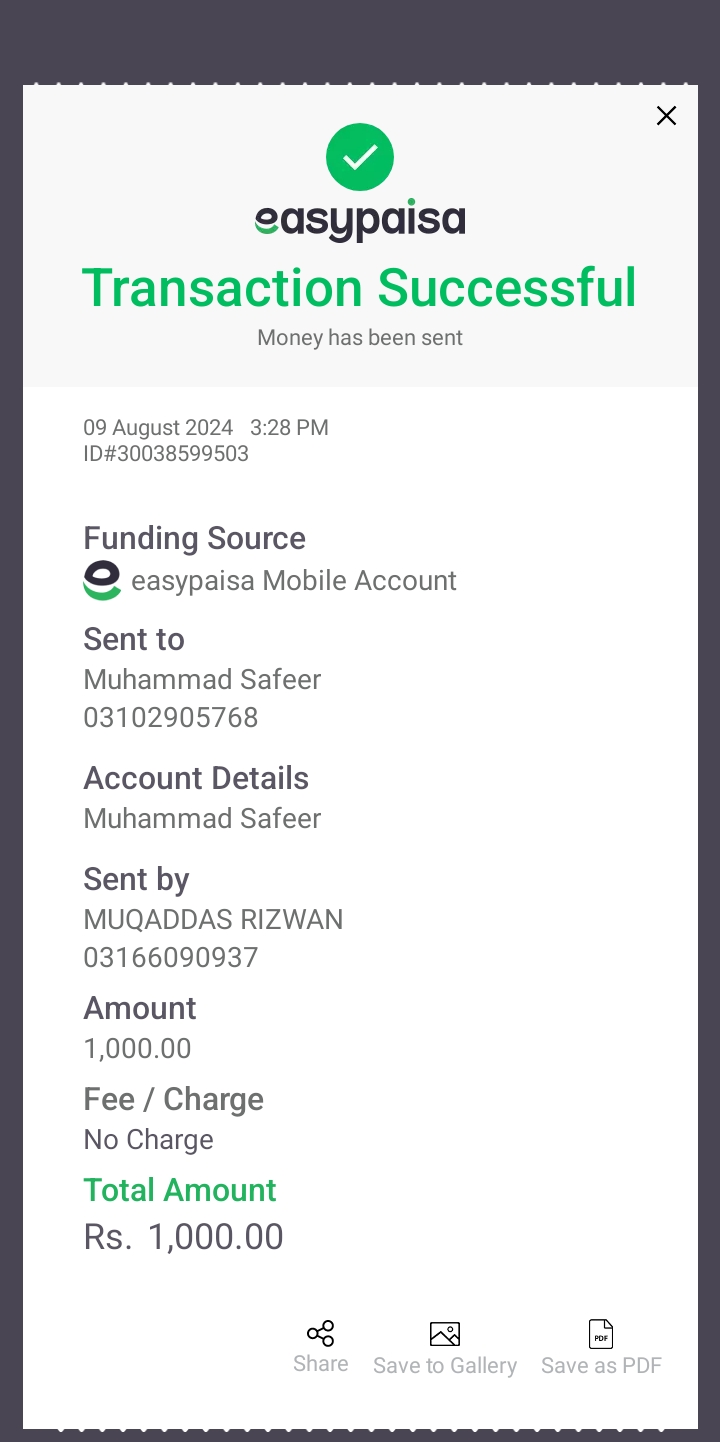 easypaisa
Transaction Successful
Money has been sent
09 August 2024 3:28 PM
ID#30038599503
Funding Source
easypaisa Mobile Account
Sent to
Muhammad Safeer
03102905768
Account Details
Muhammad Safeer
Sent by
MUQADDAS RIZWAN
03166090937
Amount
1,000.00
Fee / Charge
No Charge
Total Amount
Rs. 1,000.00
PDF
Share Save to Gallery Save as PDF